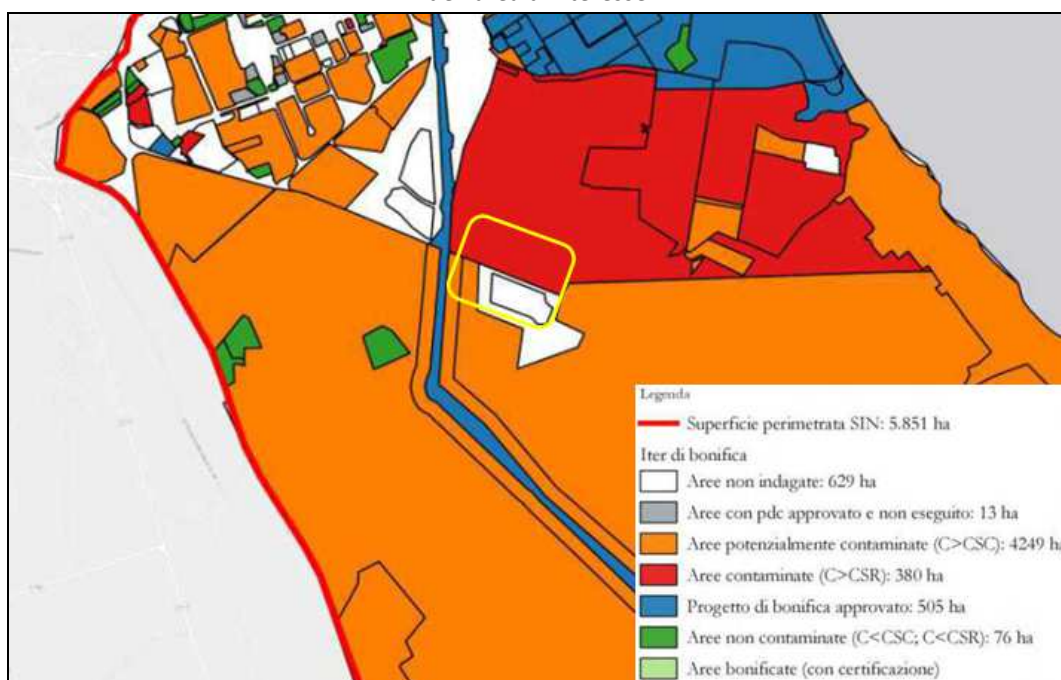 Legenda
Superficie perimetrata SIN: 5.851 ha
Iter di bonifica
Aree non indagate: 629 ha
Aree con pdc approvato e non eseguito: 13 ha
Aree potenzialmente contaminate (C>CSC): 4249 ha
Aree contaminate (C>CSR): 380 ha
Progetto di bonifica approvato: 505 ha
Aree non contaminate (C<CSC; C<CSR): 76 ha
Aree bonificate (con certificazione)